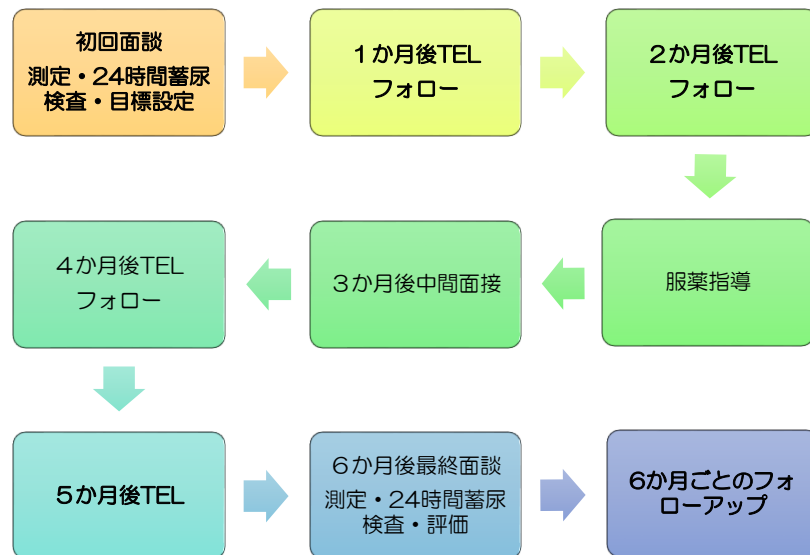 初回面談
測定・24時間蓄尿
検査・目標設定
１か月後TEL
フォロー
２か月後TEL
フォロー
服薬指導
３か月後中間面接
４か月後TEL
フォロー
５か月後TEL
６か月後最終面談
測定・24時間蓄尿
検査・評価
6か月ごとのフォ
ローアップ